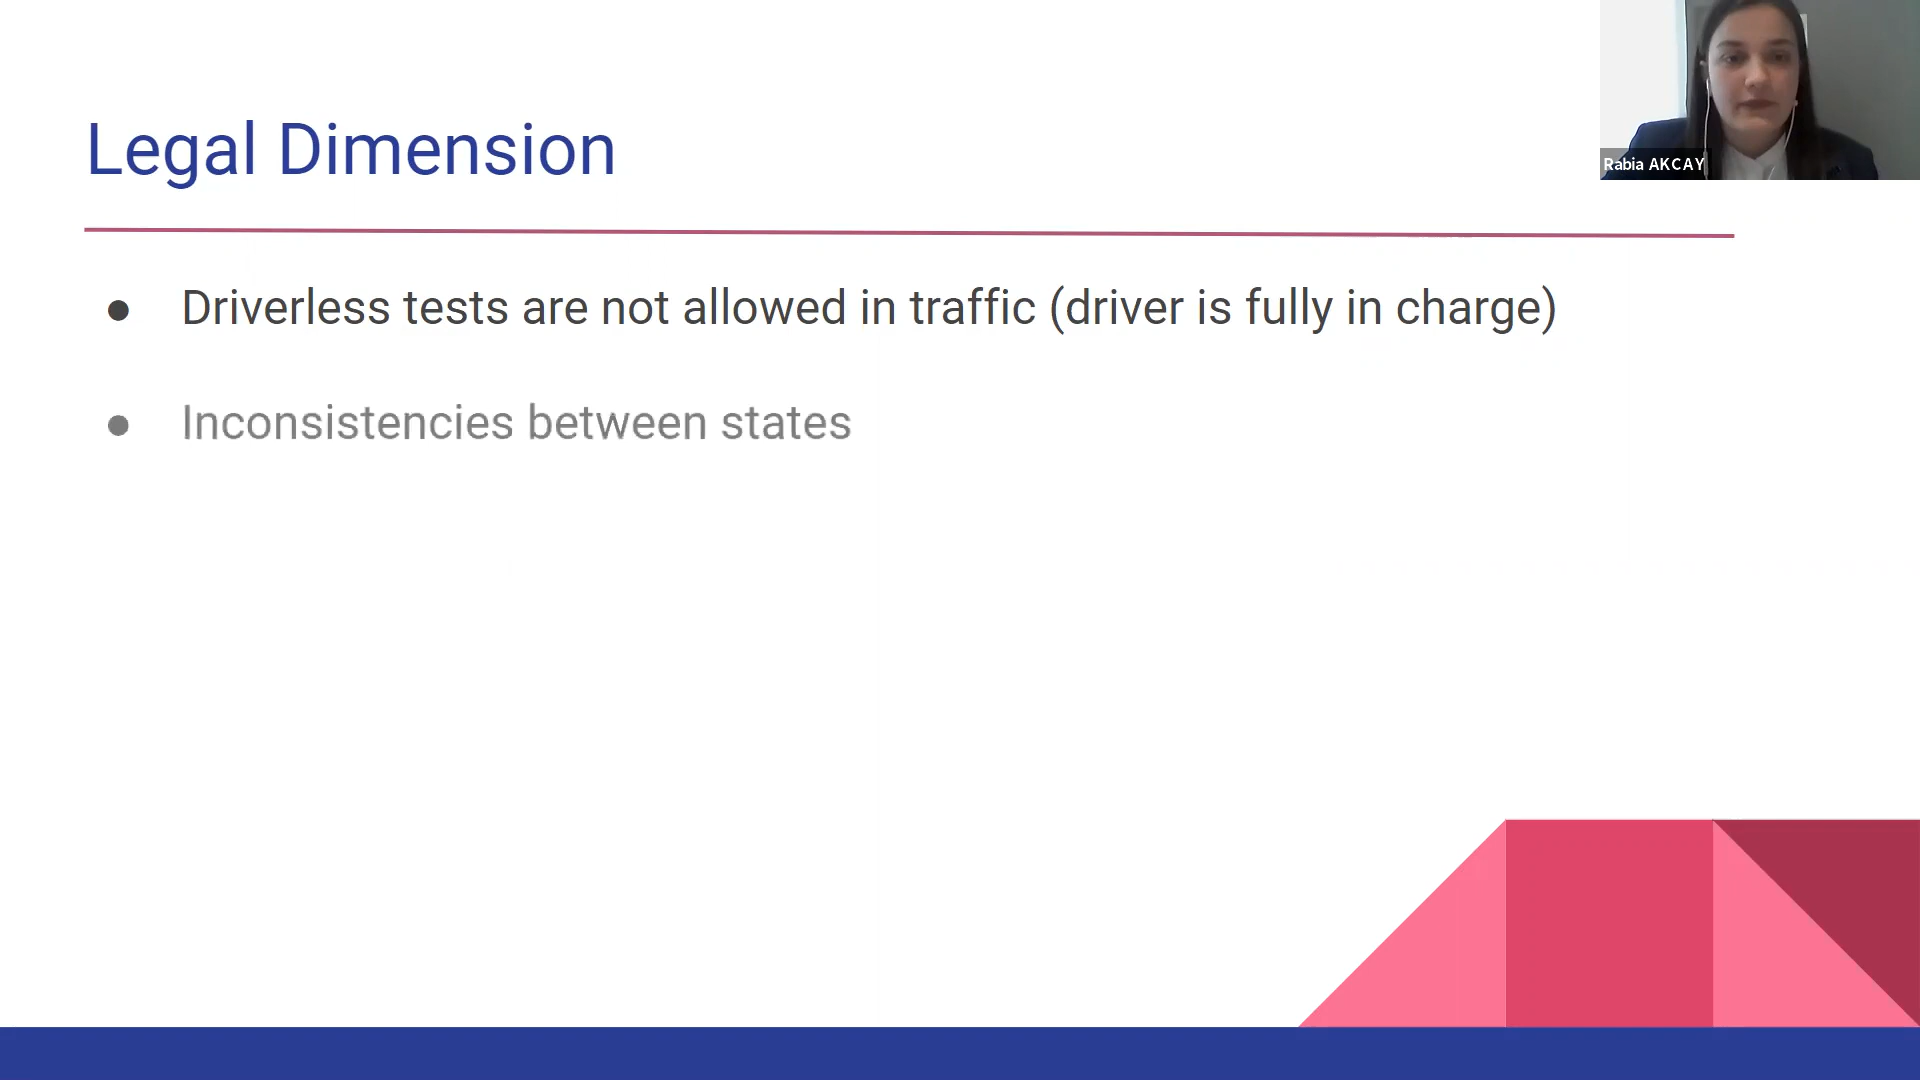 Legal Dimension
Rabia AKCAY
● Driverless tests are not allowed in traffic (driver is fully in charge)
● Inconsistencies between states